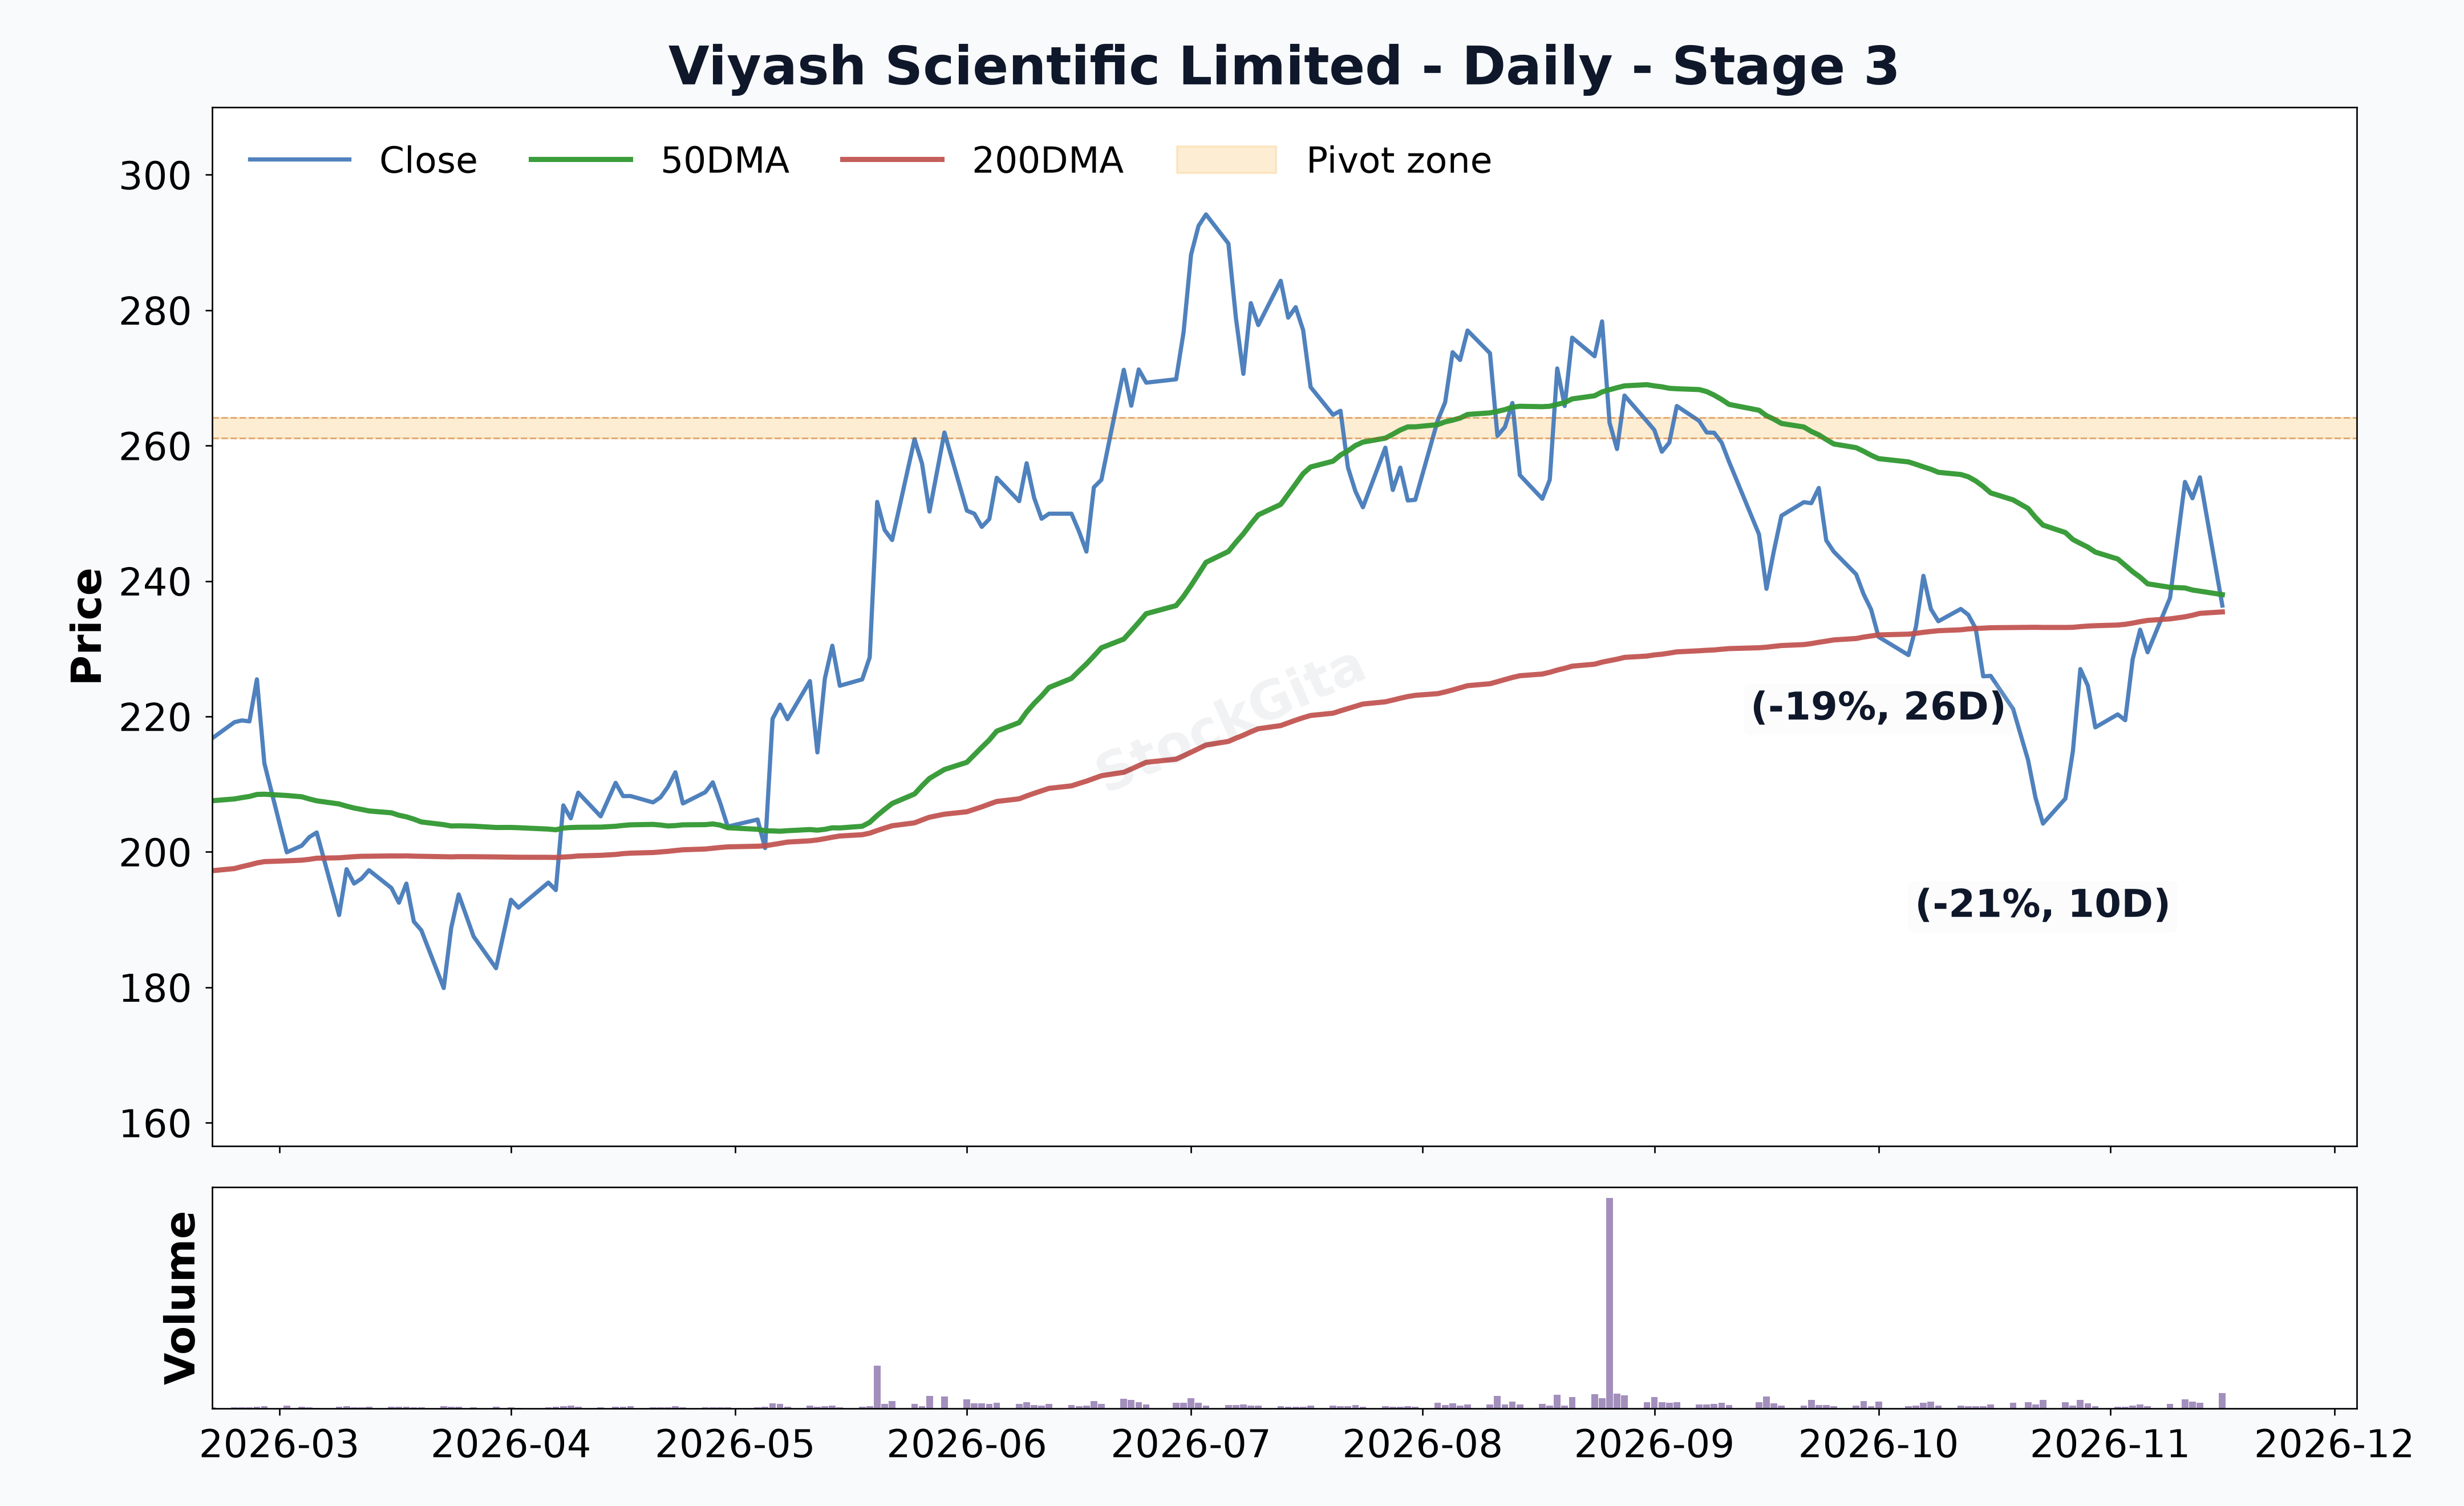 Viyash Scientific Limited - Daily - Stage 3
Close 50DMA 200DMA Pivot zone
Price
300
280
260
240
220
200
180
160
StockGita
(-19%, 26D)
(-21%, 10D)
Volume
2026-03 2026-04 2026-05 2026-06 2026-07 2026-08 2026-09 2026-10 2026-11 2026-12